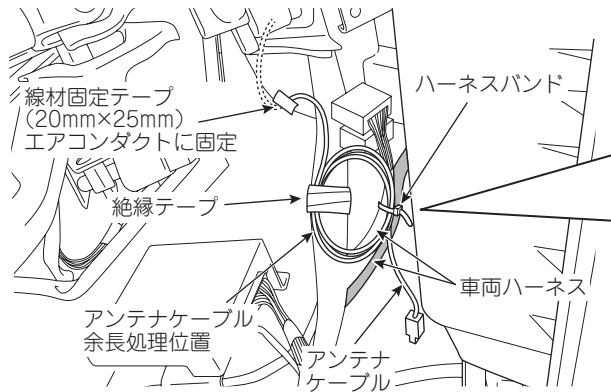 線材固定テープ
(20mm×25mm)
エアコンダクトに固定
ハーネスバンド
絶縁テープ
車両ハーネス
アンテナケーブル
余長処理位置
アンテナ
ケーブル